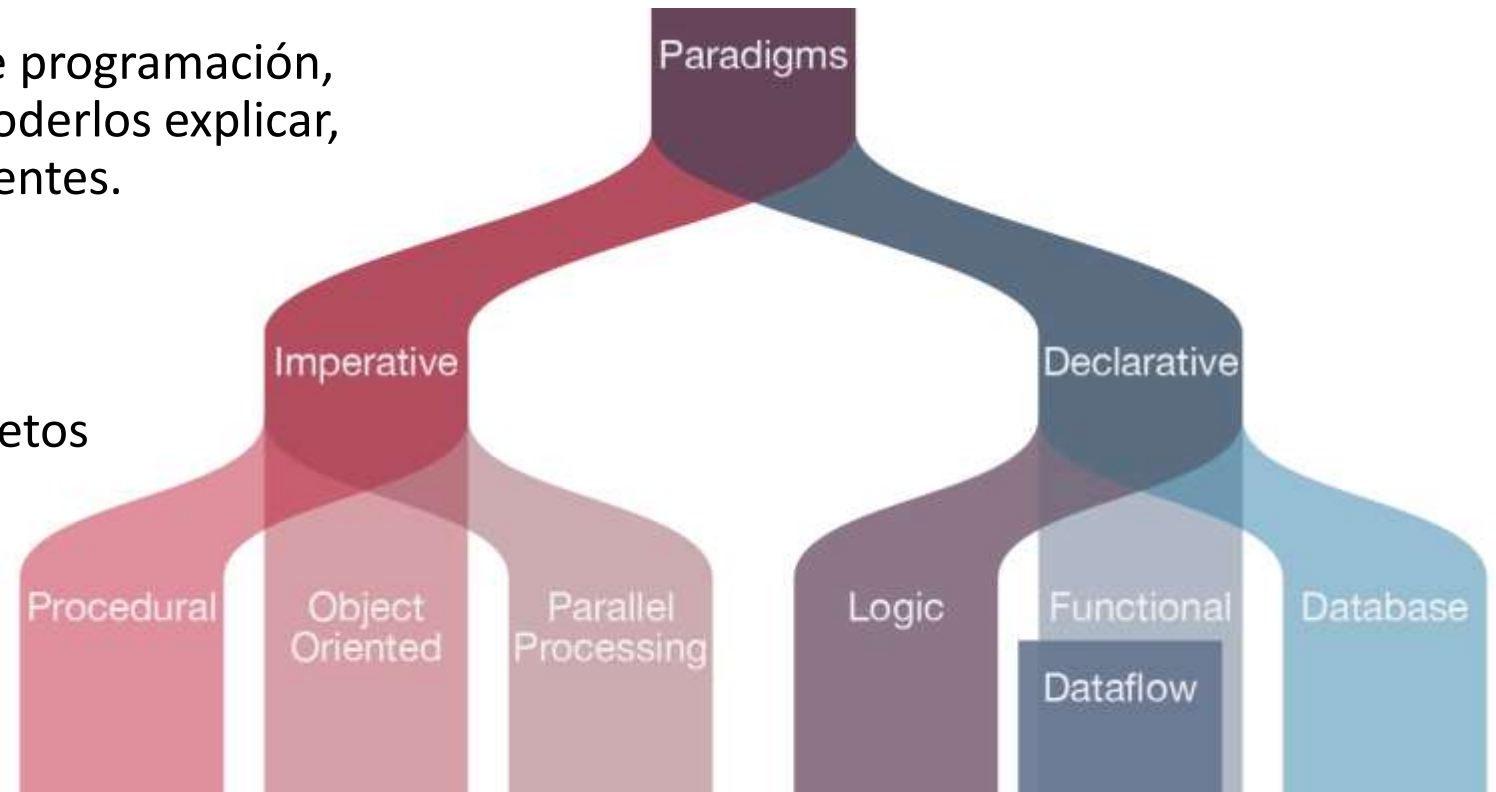 e programación,
oderlos explicar,
entes.
etos
Paradigms
Imperative
Declarative
Procedural
Object
Oriented
Parallel
Processing
Logic
Functional
Dataflow
Database